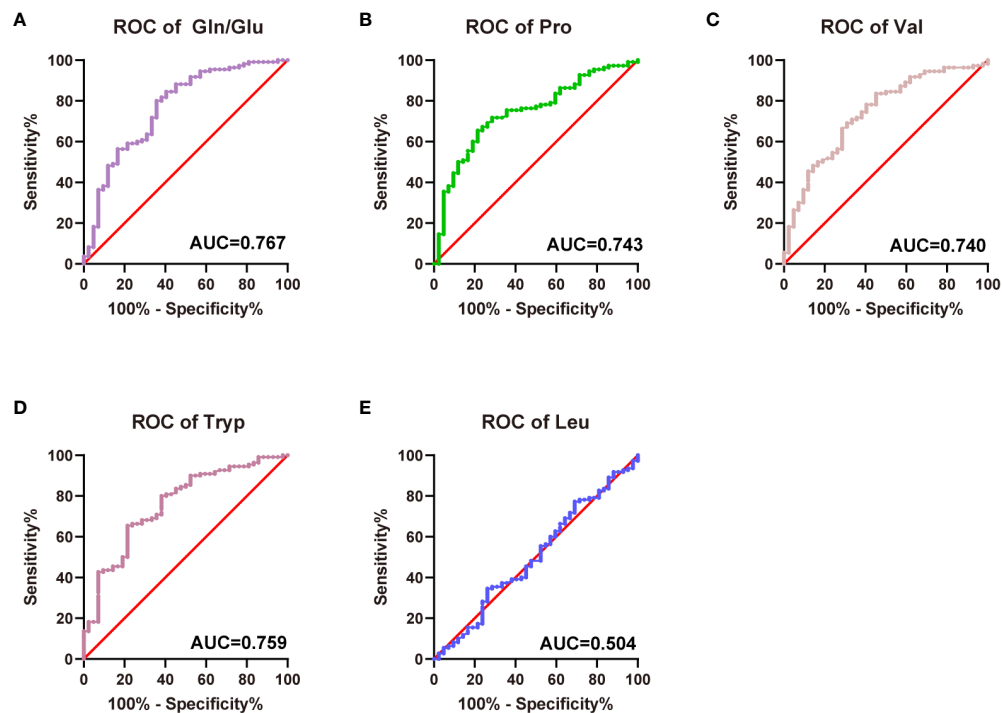 A
ROC of Gln/Glu
100
80
60
40
20
0
Sensitivity%
AUC=0.767
0 20 40 60 80 100
100% - Specificity%
B
ROC of Pro
100
80
60
40
20
0
Sensitivity%
AUC=0.743
0 20 40 60 80 100
100% - Specificity%
C
ROC of Val
100
80
60
40
20
0
Sensitivity%
AUC=0.740
0 20 40 60 80 100
100% - Specificity%
D
ROC of Tryp
100
80
60
40
20
0
Sensitivity%
AUC=0.759
0 20 40 60 80 100
100% - Specificity%
E
ROC of Leu
100
80
60
40
20
0
Sensitivity%
AUC=0.504
0 20 40 60 80 100
100% - Specificity%